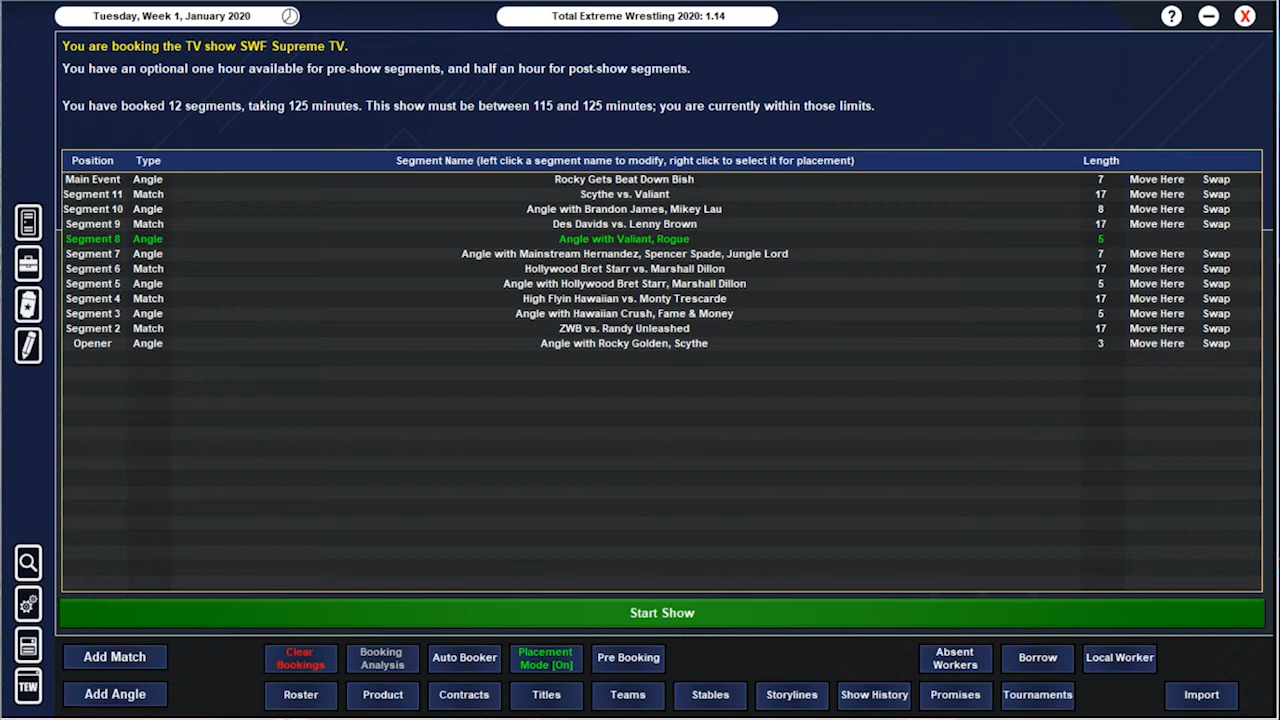 Tuesday, Week 1, January 2020
Total Extreme Wrestling 2020: 1.14
? X
You are booking the TV show SWF Supreme TV.
You have an optional one hour available for pre-show segments, and half an hour for post-show segments.
You have booked 12 segments, taking 125 minutes. This show must be between 115 and 125 minutes; you are currently within those limits.
Position Type Segment Name (left click a segment name to modify, right click to select it for placement) Length
Main Event Angle Rocky Gets Beat Down Bish 7 Move Here Swap
Segment 11 Match Scythe vs. Valiant 17 Move Here Swap
Segment 10 Angle Angle with Brandon James, Mikey Lau 8 Move Here Swap
Segment 9 Match Des Davids vs. Lenny Brown 17 Move Here Swap
Segment 8 Angle Angle with Valiant, Rogue 5
Segment 7 Angle Angle with Mainstream Hernandez, Spencer Spade, Jungle Lord 7 Move Here Swap
Segment 6 Match Hollywood Bret Starr vs. Marshall Dillon 17 Move Here Swap
Segment 5 Angle Angle with Hollywood Bret Starr, Marshall Dillon 5 Move Here Swap
Segment 4 Match High Flyin Hawaiian vs. Monty Trescarde 17 Move Here Swap
Segment 3 Angle Angle with Hawaiian Crush, Fame & Money 5 Move Here Swap
Segment 2 Match ZWB vs. Randy Unleashed 17 Move Here Swap
Opener Angle Angle with Rocky Golden, Scythe 3 Move Here Swap
Start Show
Add Match
Clear Bookings
Booking Analysis
Auto Booker
Placement Mode [On]
Pre Booking
Absent Workers
Borrow
Local Worker
TEW
Add Angle
Roster
Product
Contracts
Titles
Teams
Stables
Storylines
Show History
Promises
Tournaments
Import